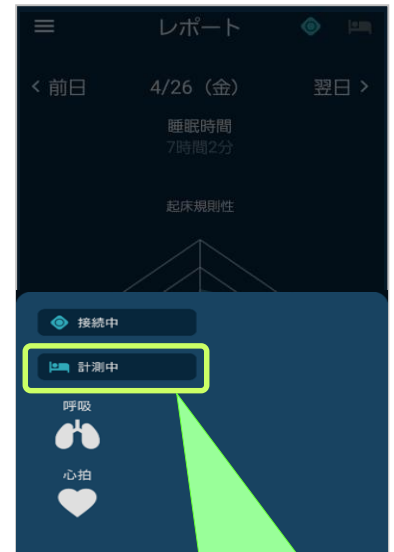 レポート
< 前日 4/26（金） 翌日 >
睡眠時間
7時間2分
起床規則性
接続中
計測中
呼吸
心拍